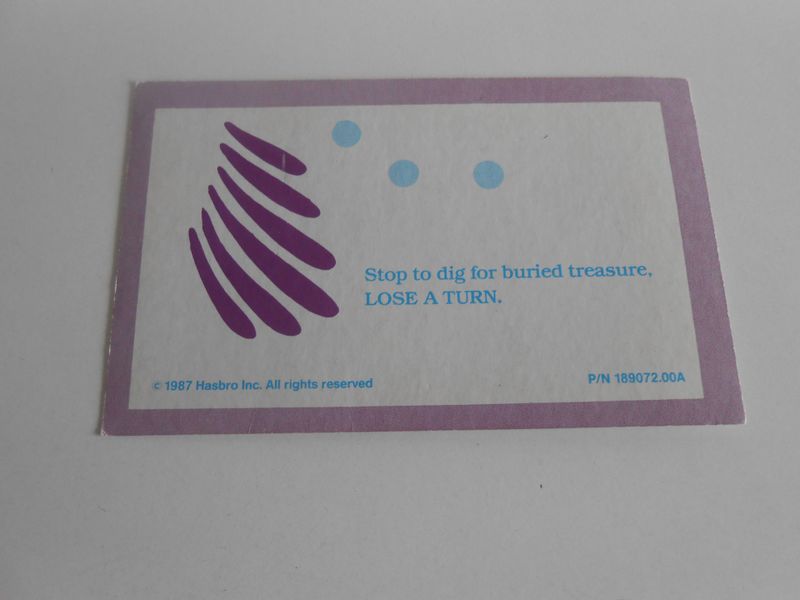 Stop to dig for buried treasure,
LOSE A TURN.
© 1987 Hasbro Inc. All rights reserved
P/N 189072.00A